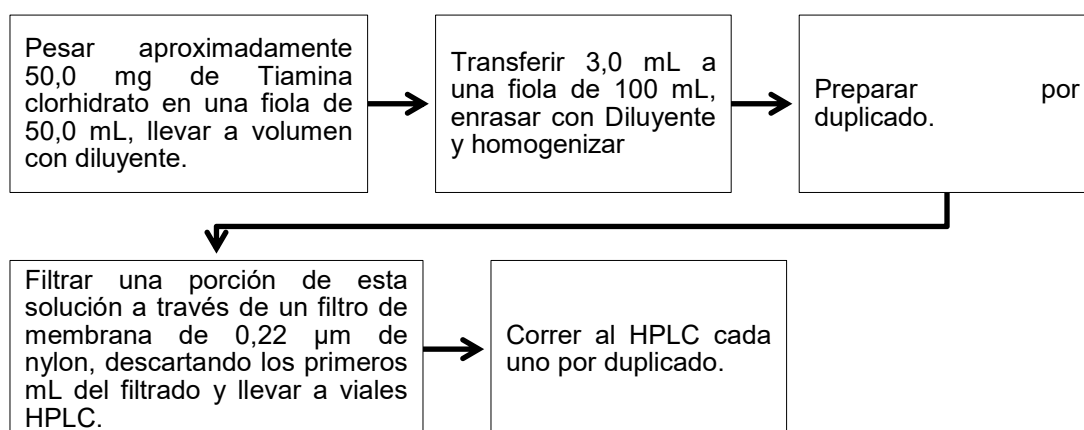 Pesar aproximadamente
50,0 mg de Tiamina
clorhidrato en una fiola de
50,0 mL, llevar a volumen
con diluyente.
Transferir 3,0 mL a
una fiola de 100 mL,
enrasar con Diluyente
y homogenizar
Preparar por
duplicado.
Filtrar una porción de esta
solución a través de un filtro de
membrana de 0,22 µm de
nylon, descartando los primeros
mL del filtrado y llevar a viales
HPLC.
Correr al HPLC cada
uno por duplicado.